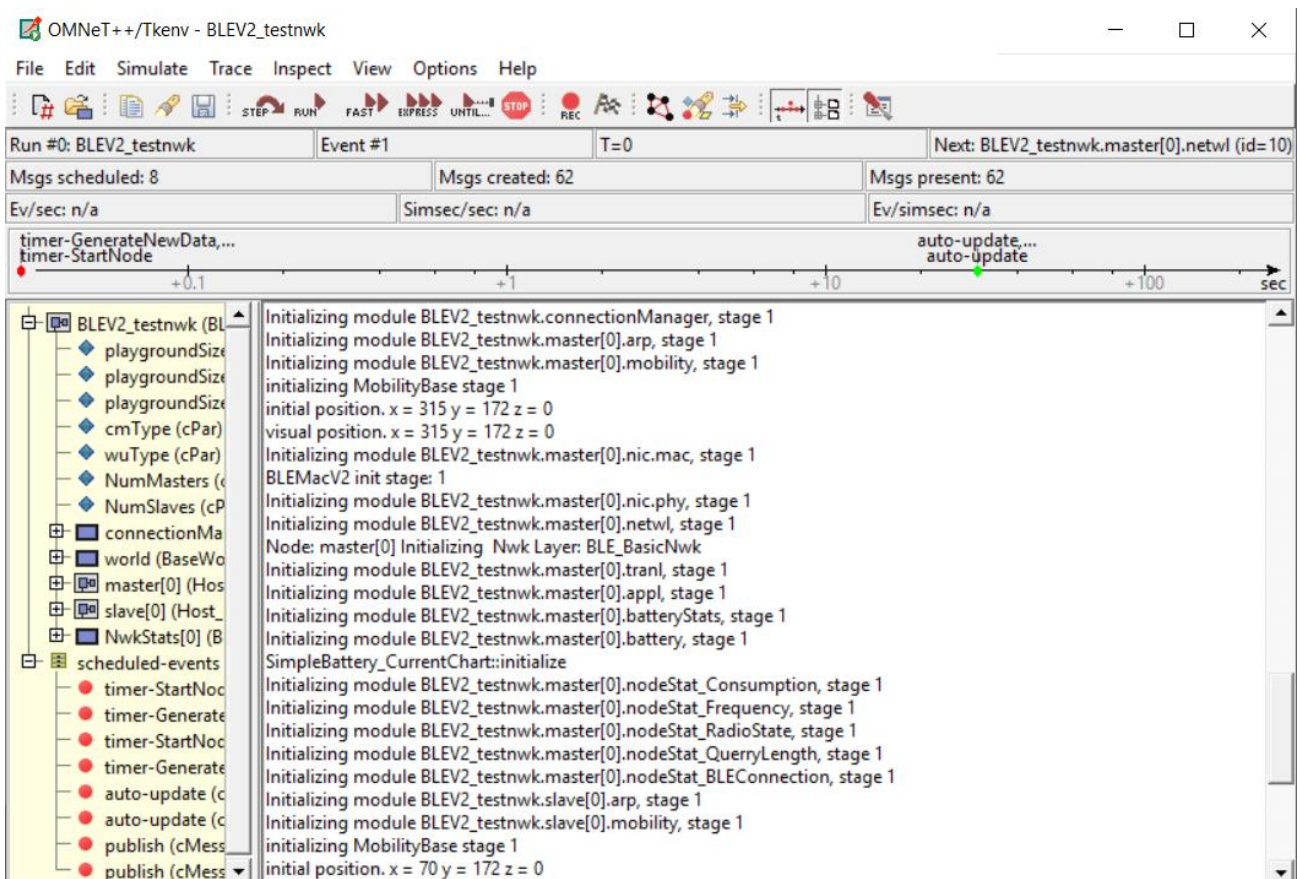 OMNeT++/Tkenv - BLEV2_testnwk
File Edit Simulate Trace Inspect View Options Help
STEP RUN FAST EXPRESS UNTIL... STOP REC
Run #0: BLEV2_testnwk Event #1 T=0 Next: BLEV2_testnwk.master[0].netwl (id=10)
Msgs scheduled: 8 Msgs created: 62 Msgs present: 62
Ev/sec: n/a Simsec/sec: n/a Ev/simsec: n/a
timer-GenerateNewData,... auto-update,...
timer-StartNode auto-update
+0.1 +1 +10 +100 sec
BLEV2_testnwk (BL
playgroundSize
playgroundSize
playgroundSize
cmType (cPar)
wuType (cPar)
NumMasters (c
NumSlaves (cP
connectionMa
world (BaseWo
master[0] (Hos
slave[0] (Host_
NwkStats[0] (B
scheduled-events
timer-StartNod
timer-Generate
timer-StartNod
timer-Generate
auto-update (c
auto-update (c
publish (cMess
publish (cMess
Initializing module BLEV2_testnwk.connectionManager, stage 1
Initializing module BLEV2_testnwk.master[0].arp, stage 1
Initializing module BLEV2_testnwk.master[0].mobility, stage 1
initializing MobilityBase stage 1
initial position. x = 315 y = 172 z = 0
visual position. x = 315 y = 172 z = 0
Initializing module BLEV2_testnwk.master[0].nic.mac, stage 1
BLEMacV2 init stage: 1
Initializing module BLEV2_testnwk.master[0].nic.phy, stage 1
Initializing module BLEV2_testnwk.master[0].netwl, stage 1
Node: master[0] Initializing  Nwk Layer: BLE_BasicNwk
Initializing module BLEV2_testnwk.master[0].tranl, stage 1
Initializing module BLEV2_testnwk.master[0].appl, stage 1
Initializing module BLEV2_testnwk.master[0].batteryStats, stage 1
Initializing module BLEV2_testnwk.master[0].battery, stage 1
SimpleBattery_CurrentChart::initialize
Initializing module BLEV2_testnwk.master[0].nodeStat_Consumption, stage 1
Initializing module BLEV2_testnwk.master[0].nodeStat_Frequency, stage 1
Initializing module BLEV2_testnwk.master[0].nodeStat_RadioState, stage 1
Initializing module BLEV2_testnwk.master[0].nodeStat_QuerryLength, stage 1
Initializing module BLEV2_testnwk.master[0].nodeStat_BLEConnection, stage 1
Initializing module BLEV2_testnwk.slave[0].arp, stage 1
Initializing module BLEV2_testnwk.slave[0].mobility, stage 1
initializing MobilityBase stage 1
initial position. x = 70 y = 172 z = 0